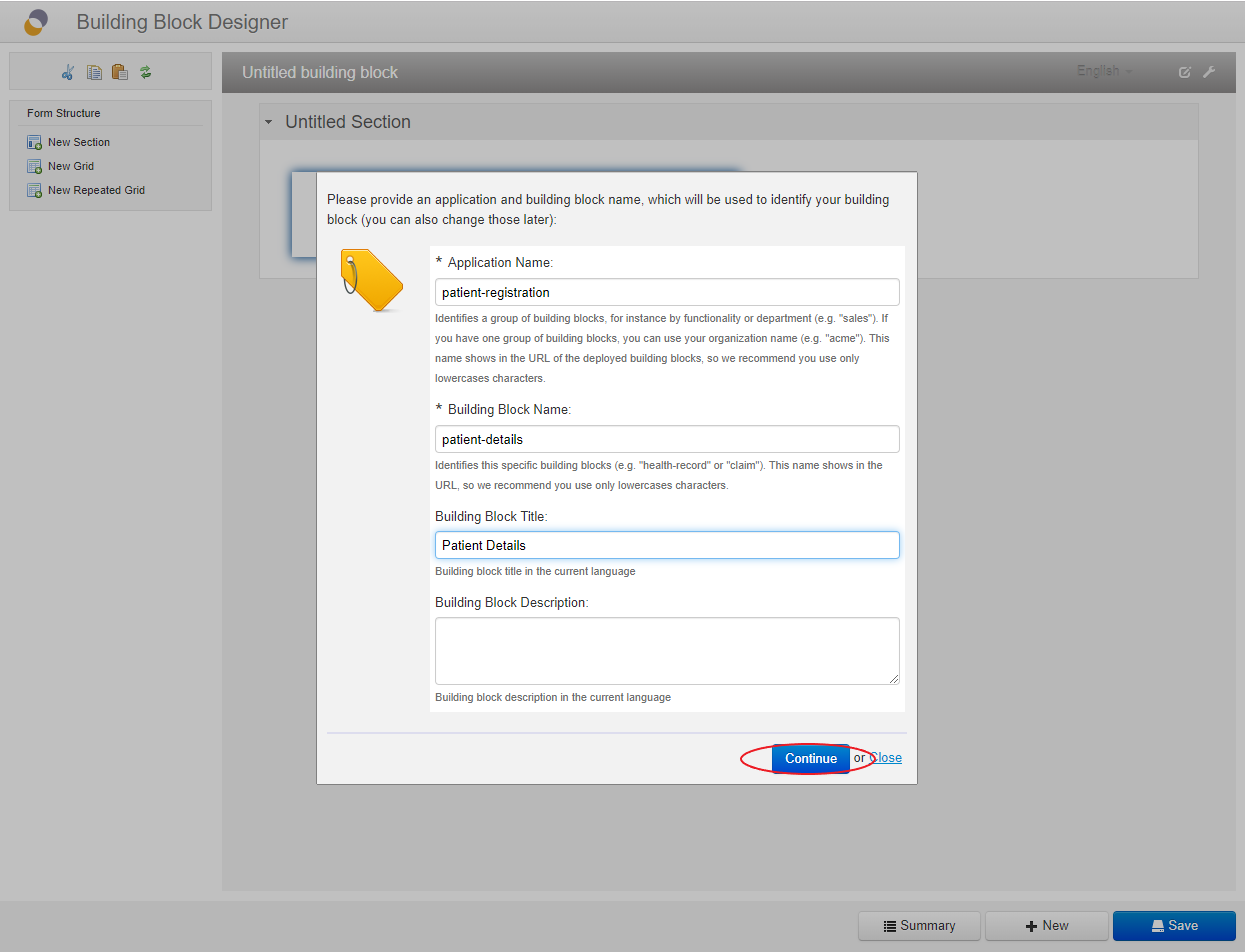 Building Block Designer
Untitled building block
English
Form Structure
New Section
New Grid
New Repeated Grid
Untitled Section
Please provide an application and building block name, which will be used to identify your building
block (you can also change those later):
* Application Name:
patient-registration
Identifies a group of building blocks, for instance by functionality or department (e.g. "sales"). If
you have one group of building blocks, you can use your organization name (e.g. "acme"). This
name shows in the URL of the deployed building blocks, so we recommend you use only
lowercases characters.
* Building Block Name:
patient-details
Identifies this specific building blocks (e.g. "health-record" or "claim"). This name shows in the
URL, so we recommend you use only lowercases characters.
Building Block Title:
Patient Details
Building block title in the current language
Building Block Description:
Building block description in the current language
Continue or Close
Summary
New
Save